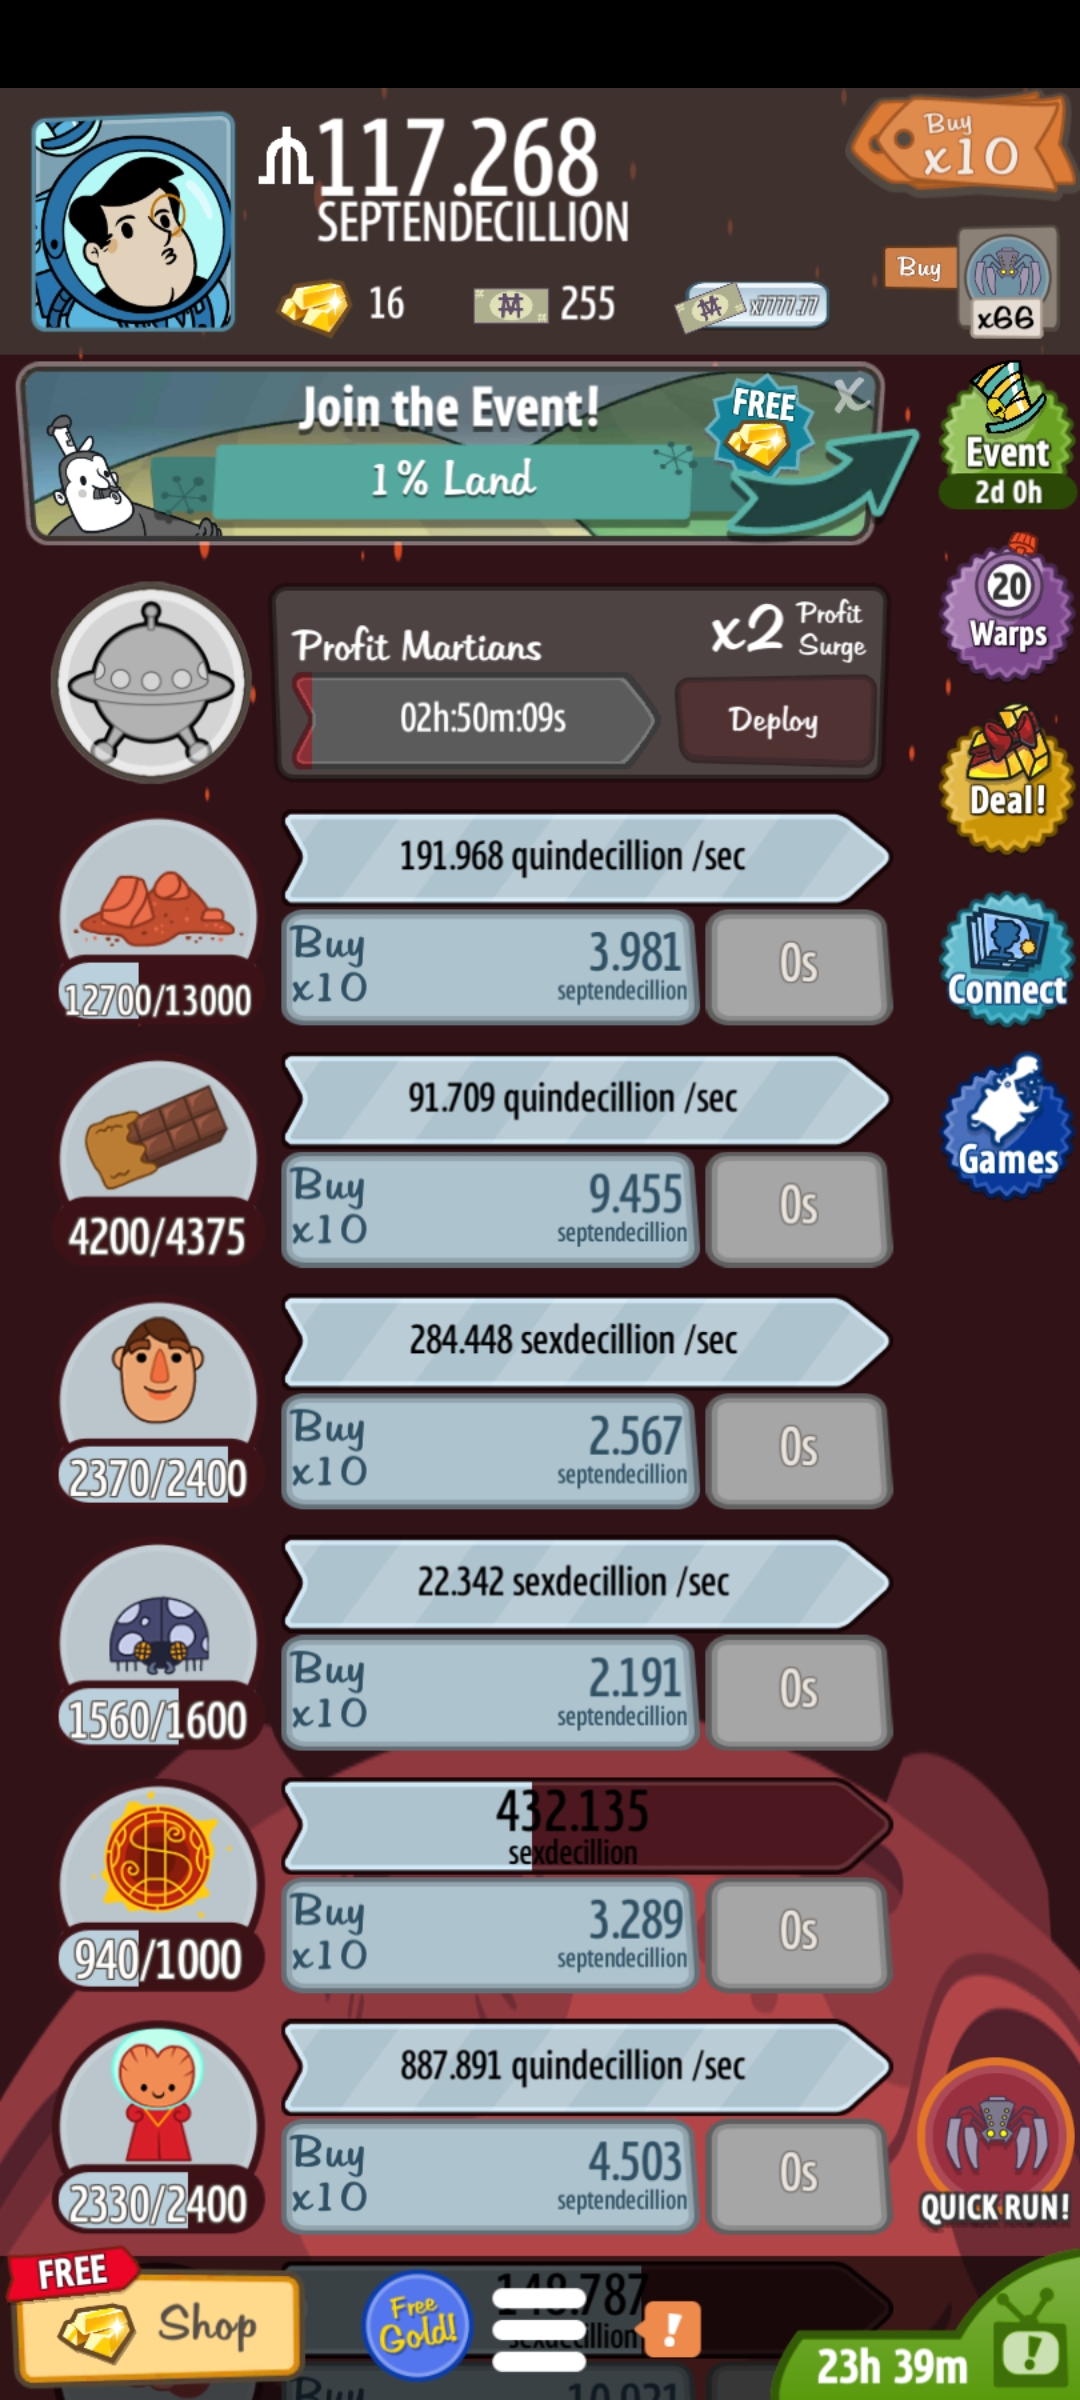 117.268
SEPTENDECILLION
Buy
x10
16
255
x7777.77
Buy
x66
Join the Event!
1% Land
FREE
X
Event
2d 0h
Profit Martians
x2 Profit Surge
02h:50m:09s
Deploy
20
Warps
Deal!
191.968 quindecillion /sec
Buy
x10
3.981
septendecillion
0s
12700/13000
Connect
91.709 quindecillion /sec
Buy
x10
9.455
septendecillion
0s
4200/4375
Games
284.448 sexdecillion /sec
Buy
x10
2.567
septendecillion
0s
2370/2400
22.342 sexdecillion /sec
Buy
x10
2.191
septendecillion
0s
1560/1600
432.135
sexdecillion
Buy
x10
3.289
septendecillion
0s
940/1000
887.891 quindecillion /sec
Buy
x10
4.503
septendecillion
0s
2330/2400
QUICK RUN!
FREE
Shop
Free
Gold!
148.787
!
23h 39m
!
Buy
10.021